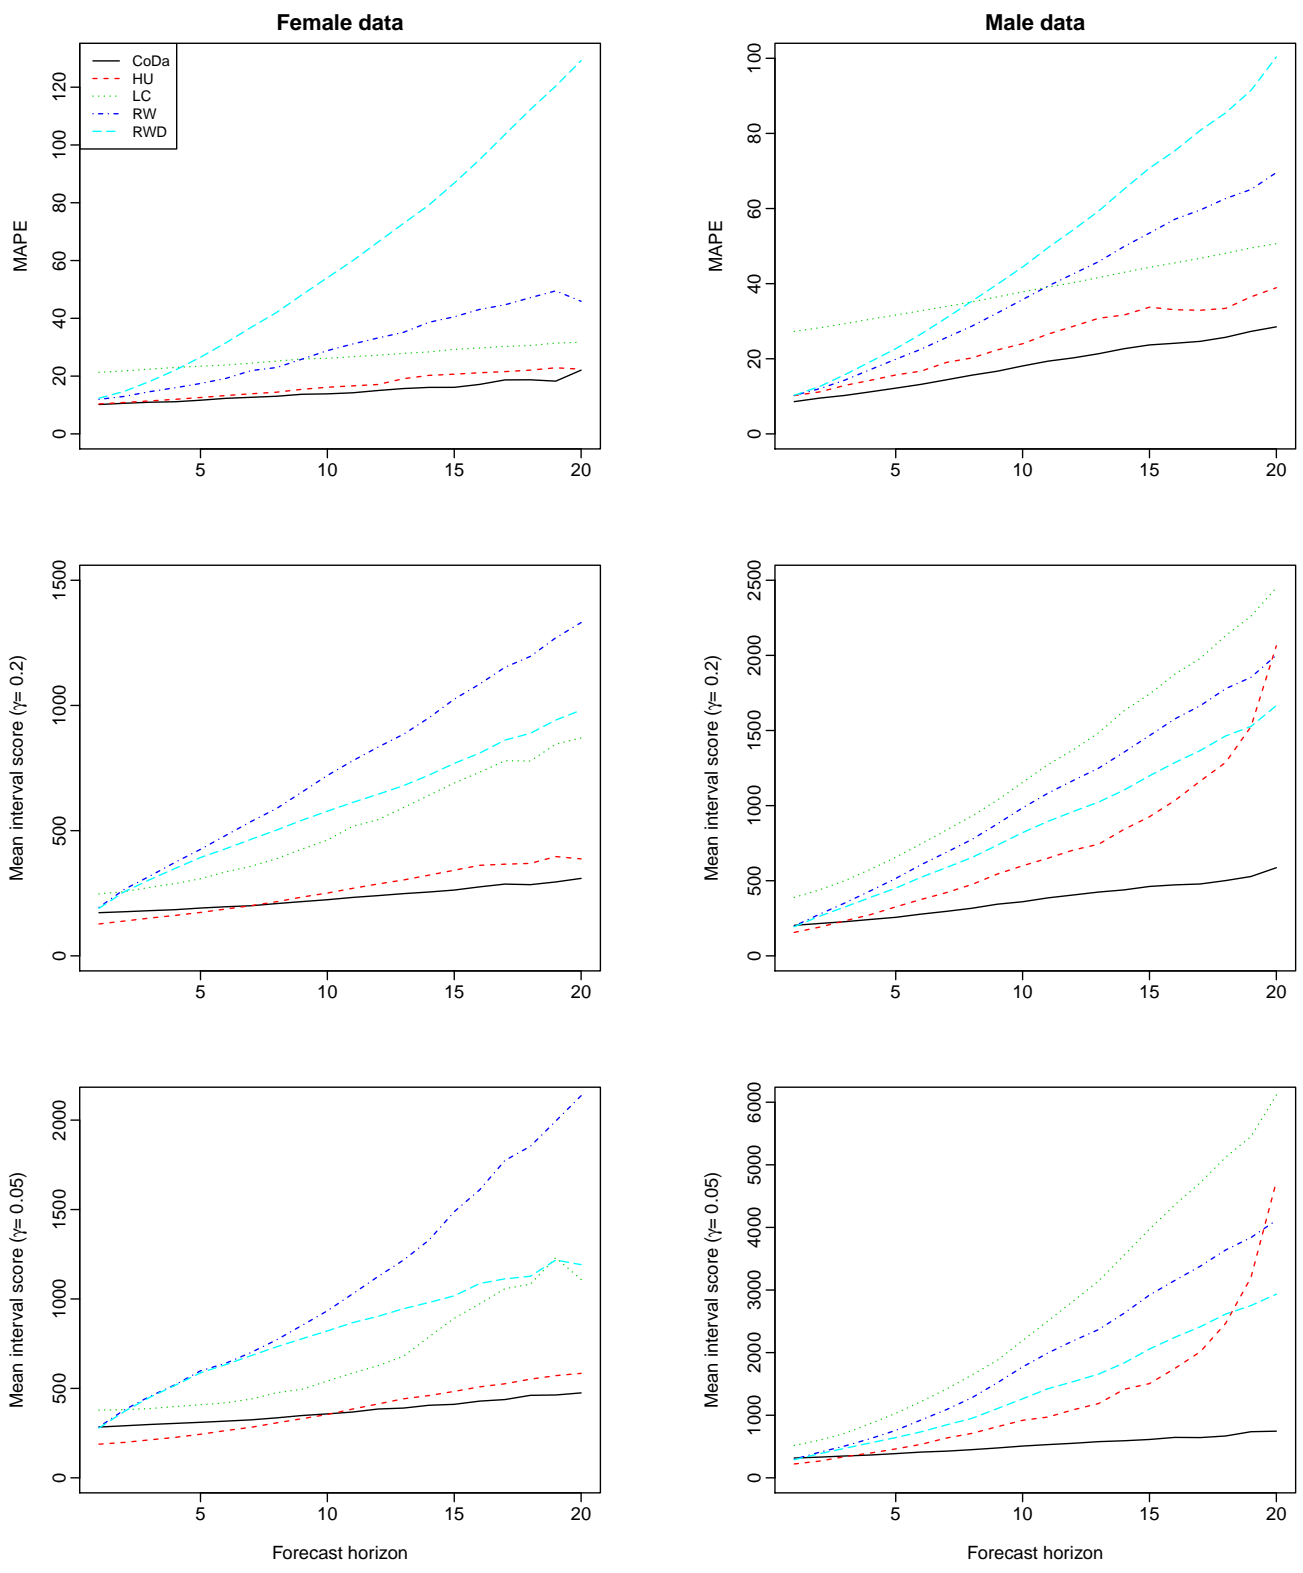 Female data
Male data
CoDa
HU
LC
RW
RWD
MAPE
0 20 40 60 80 100 120
5 10 15 20
MAPE
0 20 40 60 80 100
5 10 15 20
Mean interval score (γ= 0.2)
0 500 1000 1500
5 10 15 20
Mean interval score (γ= 0.2)
0 500 1000 1500 2000 2500
5 10 15 20
Mean interval score (γ= 0.05)
0 500 1000 1500 2000
5 10 15 20
Forecast horizon
Mean interval score (γ= 0.05)
0 1000 2000 3000 4000 5000 6000
5 10 15 20
Forecast horizon